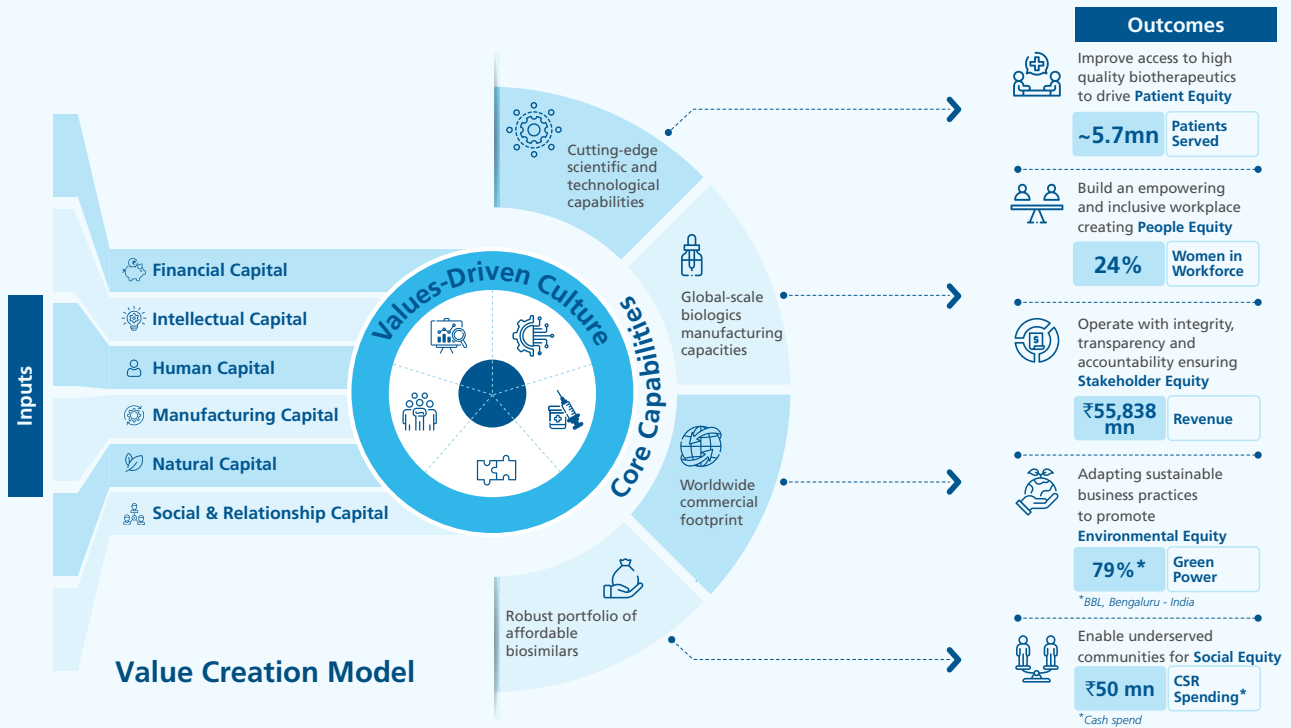 Inputs
Financial Capital
Intellectual Capital
Human Capital
Manufacturing Capital
Natural Capital
Social & Relationship Capital
Value Creation Model
Values-Driven Culture
Core Capabilities
Cutting-edge
scientific and
technological
capabilities
Global-scale
biologics
manufacturing
capacities
Worldwide
commercial
footprint
Robust portfolio of
affordable
biosimilars
Outcomes
Improve access to high
quality biotherapeutics
to drive Patient Equity
~5.7mn
Patients
Served
Build an empowering
and inclusive workplace
creating People Equity
24%
Women in
Workforce
Operate with integrity,
transparency and
accountability ensuring
Stakeholder Equity
₹55,838
mn
Revenue
Adapting sustainable
business practices
to promote
Environmental Equity
79%*
Green
Power
*BBL, Bengaluru - India
Enable underserved
communities for Social Equity
₹50 mn
CSR
Spending*
*Cash spend